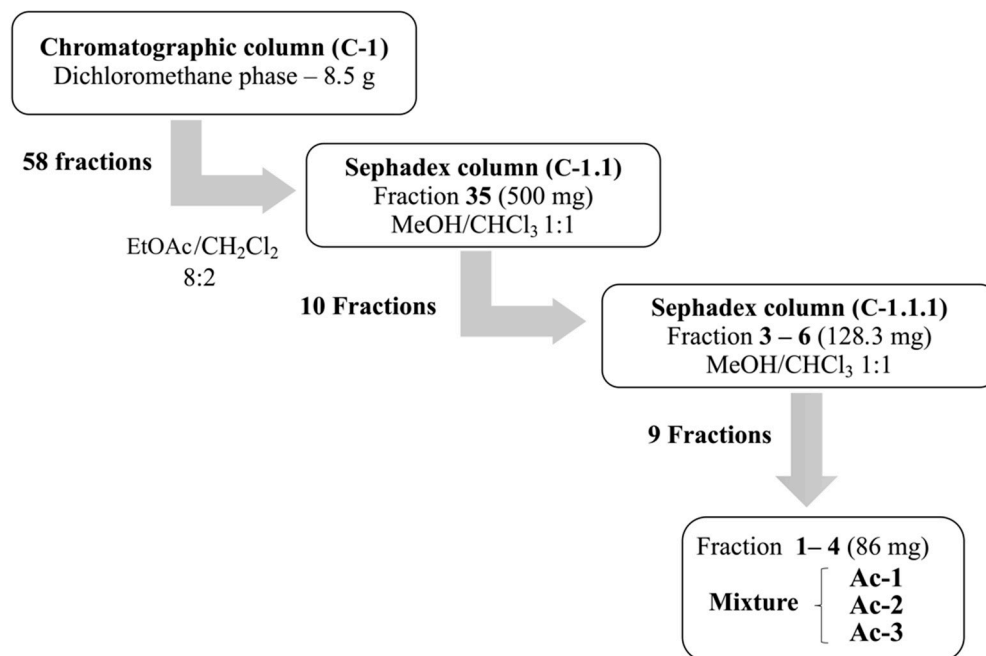 Chromatographic column (C-1)
Dichloromethane phase – 8.5 g
58 fractions
EtOAc/CH₂Cl₂
8:2
Sephadex column (C-1.1)
Fraction 35 (500 mg)
MeOH/CHCl₃ 1:1
10 Fractions
Sephadex column (C-1.1.1)
Fraction 3 – 6 (128.3 mg)
MeOH/CHCl₃ 1:1
9 Fractions
Fraction 1– 4 (86 mg)
Mixture
Ac-1
Ac-2
Ac-3